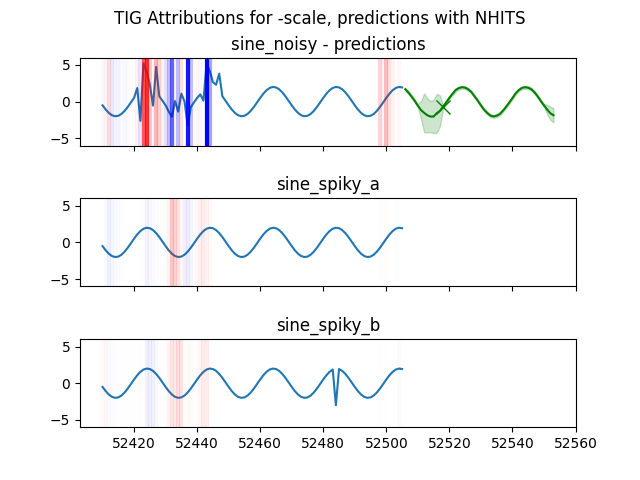 TIG Attributions for -scale, predictions with NHITS
sine_noisy - predictions
5
0
−5
sine_spiky_a
5
0
−5
sine_spiky_b
5
0
−5
52420 52440 52460 52480 52500 52520 52540 52560